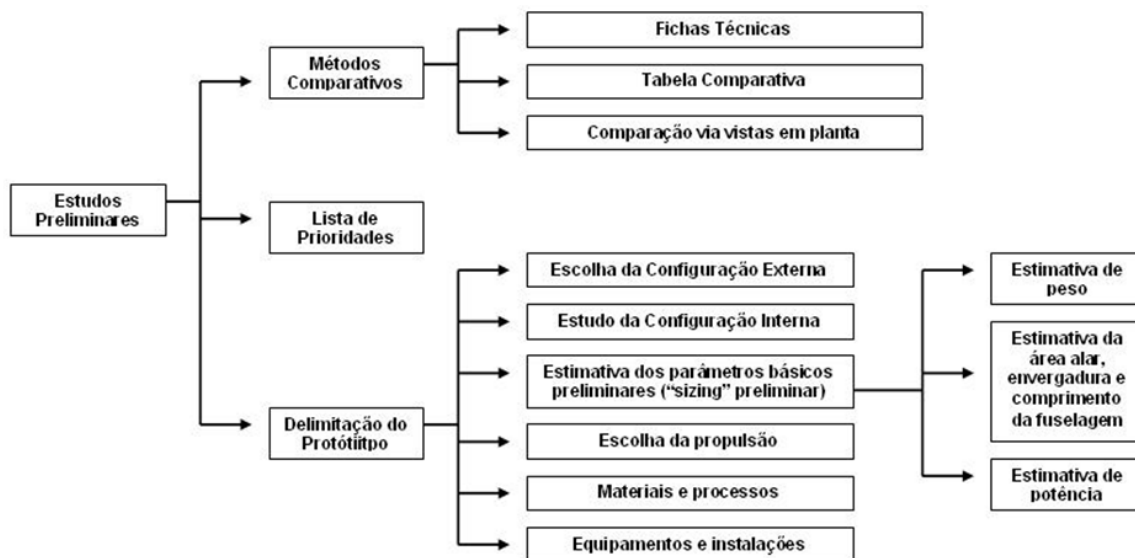 Estudos
Preliminares
Métodos
Comparativos
Fichas Técnicas
Tabela Comparativa
Comparação via vistas em planta
Lista de
Prioridades
Delimitação do
Protótiitpo
Escolha da Configuração Externa
Estudo da Configuração Interna
Estimativa dos parâmetros básicos
preliminares (“sizing” preliminar)
Escolha da propulsão
Materiais e processos
Equipamentos e instalações
Estimativa de
peso
Estimativa da
área alar,
envergadura e
comprimento
da fuselagem
Estimativa de
potência